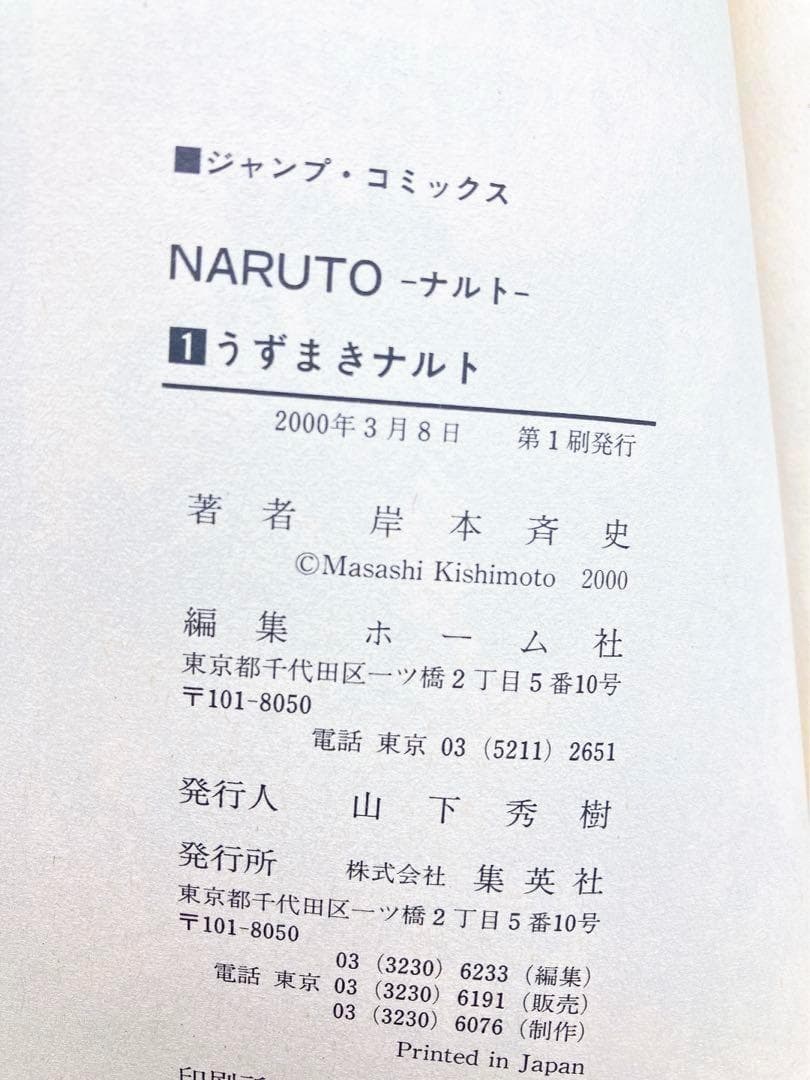 ■ジャンプ・コミックス
NARUTO -ナルト-
1 うずまきナルト
2000年3月8日 第1刷発行
著者 岸本斉史
©Masashi Kishimoto 2000
編集 ホーム社
東京都千代田区一ツ橋2丁目5番10号
〒101-8050
電話 東京 03 (5211) 2651
発行人 山下秀樹
発行所 株式会社 集英社
東京都千代田区一ツ橋2丁目5番10号
〒101-8050
03 (3230) 6233 (編集)
電話 東京 03 (3230) 6191 (販売)
03 (3230) 6076 (制作)
Printed in Japan